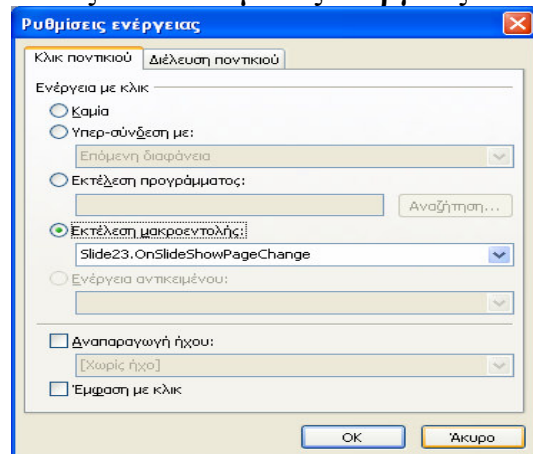 Ρυθμίσεις ενέργειας
Κλικ ποντικιού Διέλευση ποντικιού
Ενέργεια με κλικ
Καμία
Υπερ-σύνδεση με:
Επόμενη διαφάνεια
Εκτέλεση προγράμματος:
Αναζήτηση...
Εκτέλεση μακροεντολής:
Slide23.OnSlideShowPageChange
Ενέργεια αντικειμένου:
Αναπαραγωγή ήχου:
[Χωρίς ήχο]
Έμφαση με κλικ
OK Άκυρο